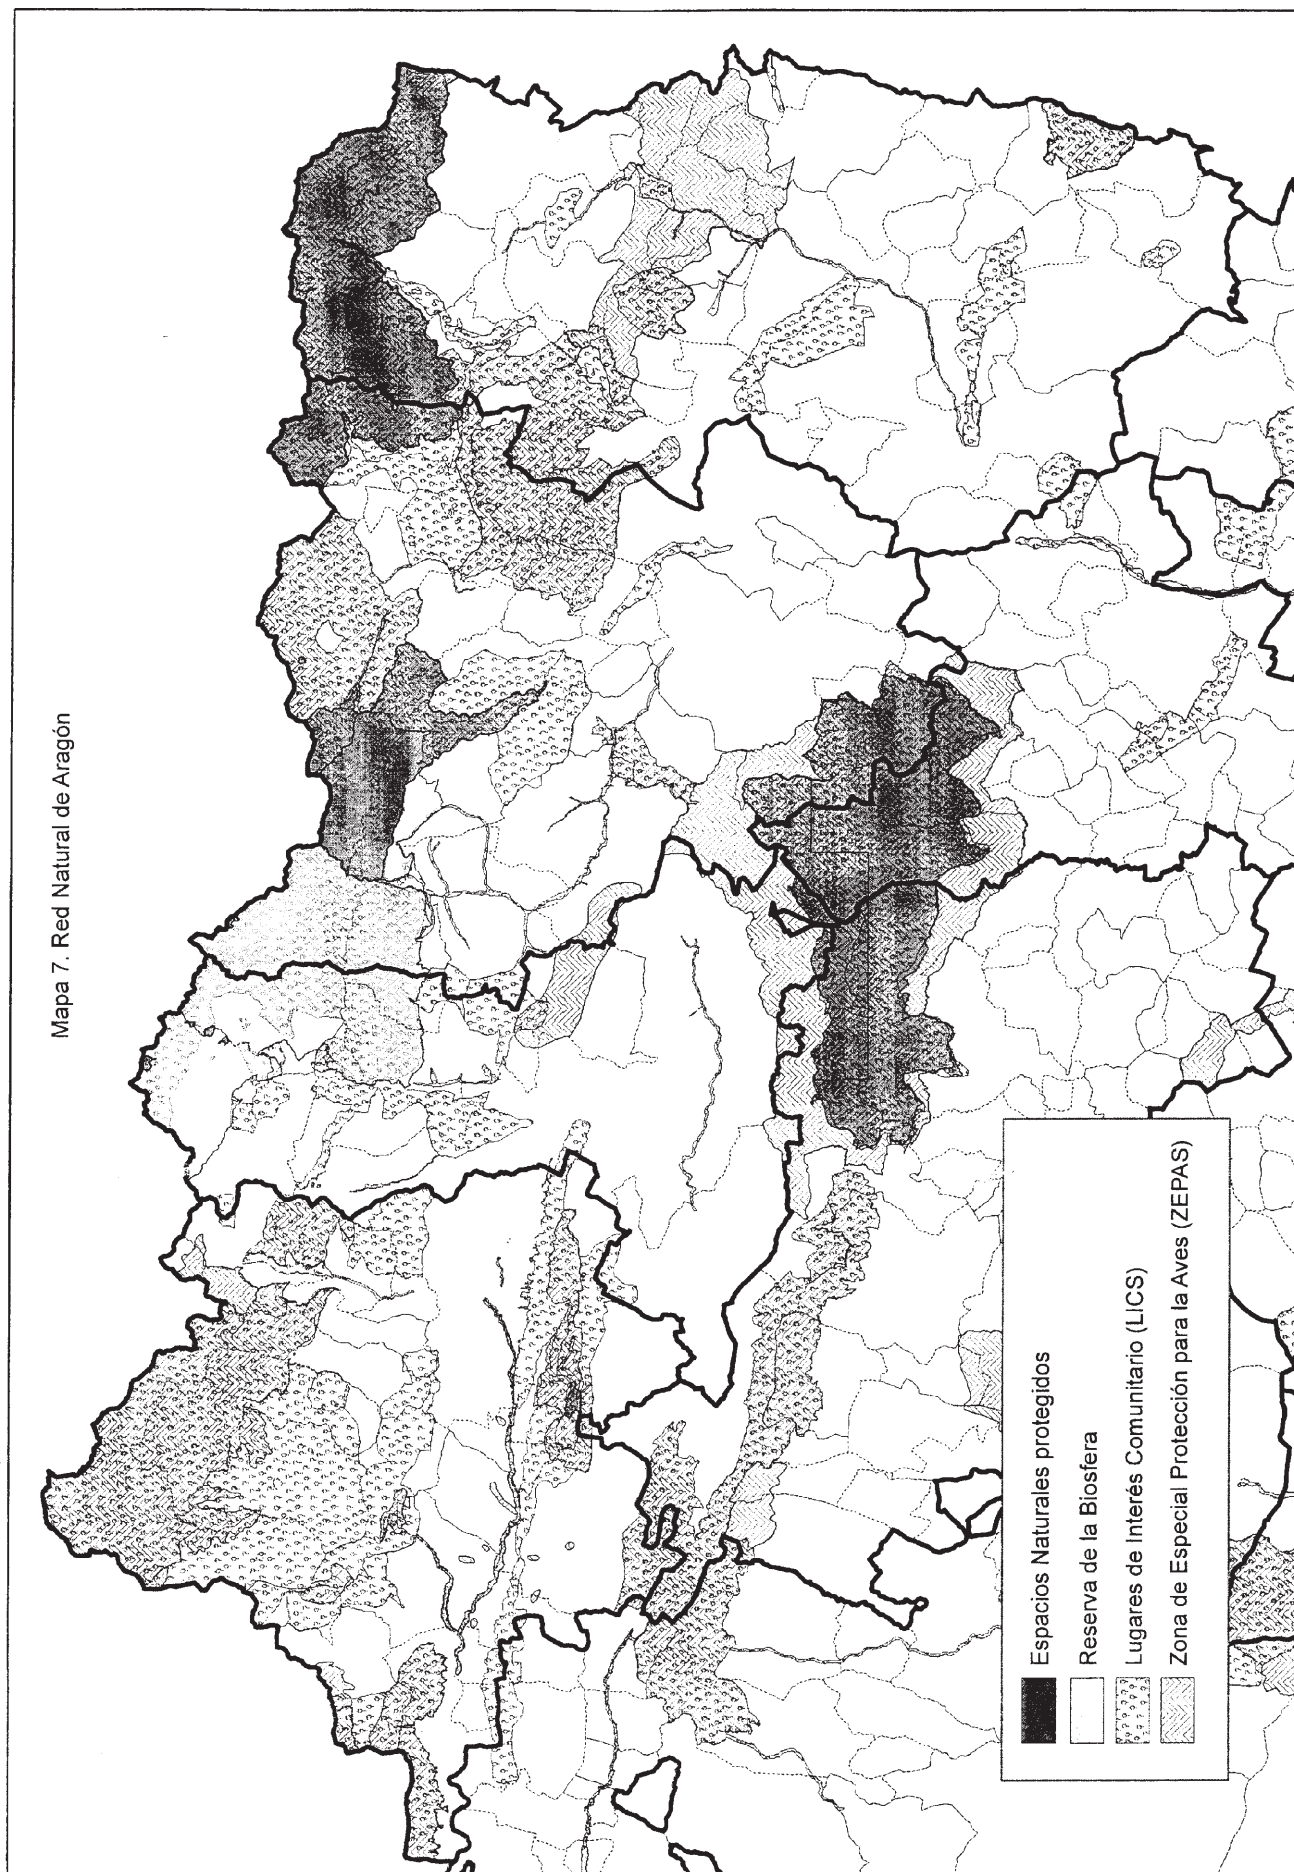 Mapa 7. Red Natural de Aragón
Espacios Naturales protegidos
Reserva de la Biosfera
Lugares de Interés Comunitario (LICS)
Zona de Especial Protección para la Aves (ZEPAS)